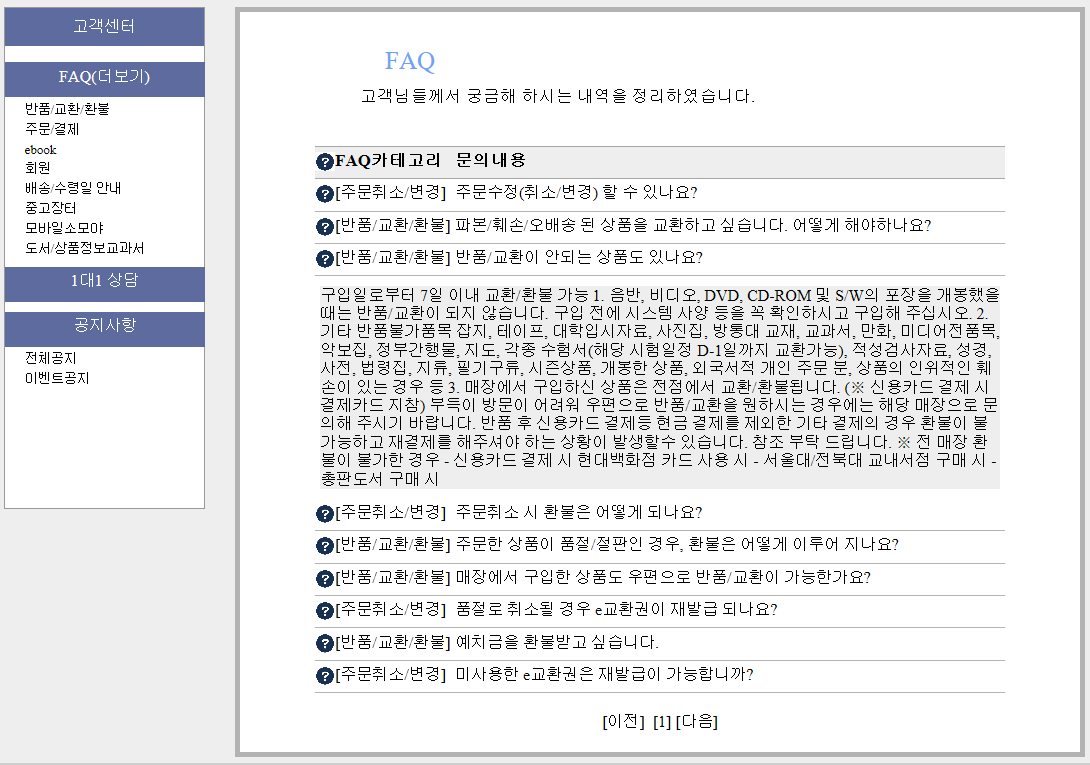 고객센터
FAQ(더보기)
반품/교환/환불
주문/결제
ebook
회원
배송/수령일 안내
중고장터
모바일소모야
도서/상품정보교과서
1대1 상담
공지사항
전체공지
이벤트공지
FAQ
고객님들께서 궁금해 하시는 내역을 정리하였습니다.
FAQ카테고리 문의내용
[주문취소/변경] 주문수정(취소/변경) 할 수 있나요?
[반품/교환/환불] 파본/훼손/오배송 된 상품을 교환하고 싶습니다. 어떻게 해야하나요?
[반품/교환/환불] 반품/교환이 안되는 상품도 있나요?
구입일로부터 7일 이내 교환/환불 가능 1. 음반, 비디오, DVD, CD-ROM 및 S/W의 포장을 개봉했을
때는 반품/교환이 되지 않습니다. 구입 전에 시스템 사양 등을 꼭 확인하시고 구입해 주십시오. 2.
기타 반품불가품목 잡지, 테이프, 대학입시자료, 사진집, 방통대 교재, 교과서, 만화, 미디어전품목,
악보집, 정부간행물, 지도, 각종 수험서(해당 시험일정 D-1일까지 교환가능), 적성검사자료, 성경,
사전, 법령집, 지류, 필기구류, 시즌상품, 개봉한 상품, 외국서적 개인 주문 분, 상품의 인위적인 훼
손이 있는 경우 등 3. 매장에서 구입하신 상품은 전점에서 교환/환불됩니다. (※ 신용카드 결제 시
결제카드 지참) 무득이 방문이 어려워 우편으로 반품/교환을 원하시는 경우에는 해당 매장으로 문
의해 주시기 바랍니다. 반품 후 신용카드 결제등 현금 결제를 제외한 기타 결제의 경우 환불이 불
가능하고 재결제를 해주셔야 하는 상황이 발생할수 있습니다. 참조 부탁 드립니다. ※ 전 매장 환
불이 불가한 경우 - 신용카드 결제 시 현대백화점 카드 사용 시 - 서울대/전북대 교내서점 구매 시 -
총판도서 구매 시
[주문취소/변경] 주문취소 시 환불은 어떻게 되나요?
[반품/교환/환불] 주문한 상품이 품절/절판인 경우, 환불은 어떻게 이루어 지나요?
[반품/교환/환불] 매장에서 구입한 상품도 우편으로 반품/교환이 가능한가요?
[주문취소/변경] 품절로 취소될 경우 e교환권이 재발급 되나요?
[반품/교환/환불] 예치금을 환불받고 싶습니다.
[주문취소/변경] 미사용한 e교환권은 재발급이 가능합니까?
[이전] [1] [다음]